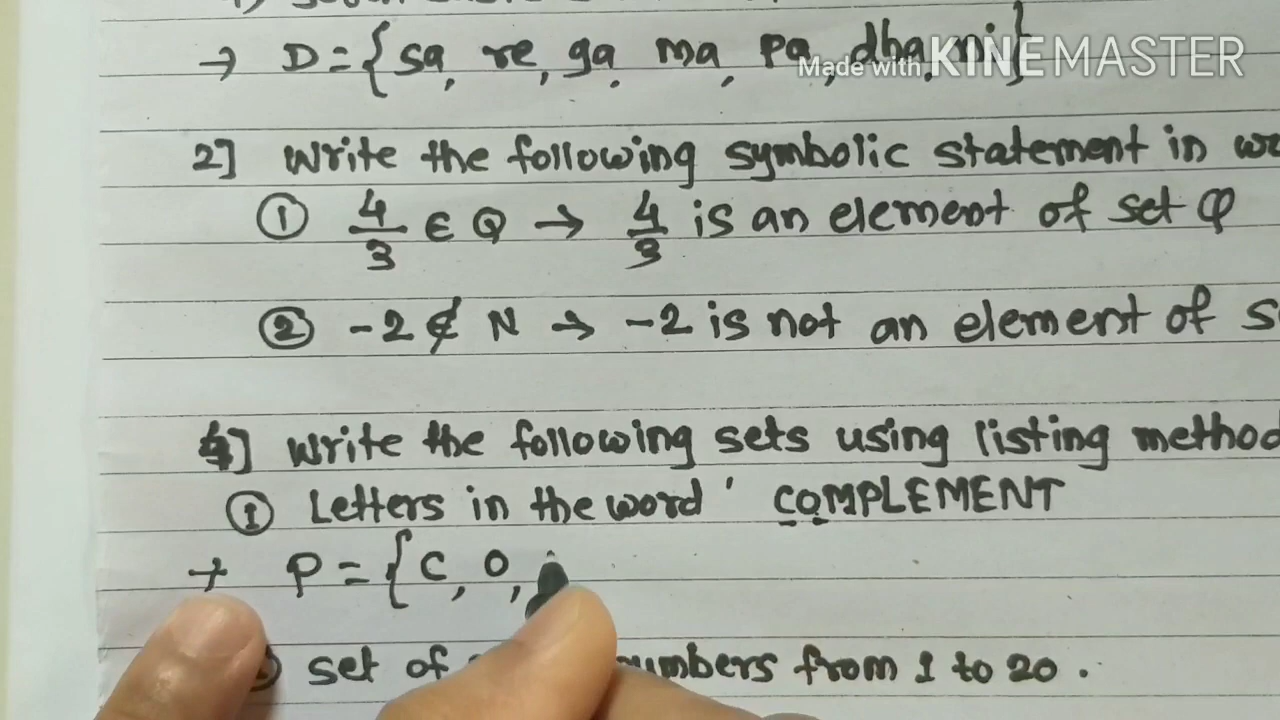 → D = {sa, re, ga, ma, pa, dha, ni}
Made with KINEMASTER
2] Write the following symbolic statement in
① 4/3 ∈ Q → 4/3 is an element of set Q
② -2 ∉ N → -2 is not an element of
4] Write the following sets using listing method
① Letters in the word ' COMPLEMENT
→ P = {C, O,
set of numbers from 1 to 20.